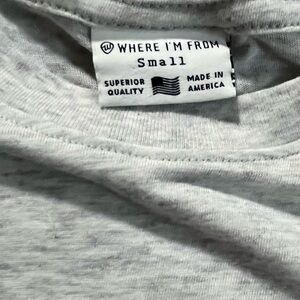 WHERE I'M FROM
Small
SUPERIOR QUALITY
MADE IN AMERICA